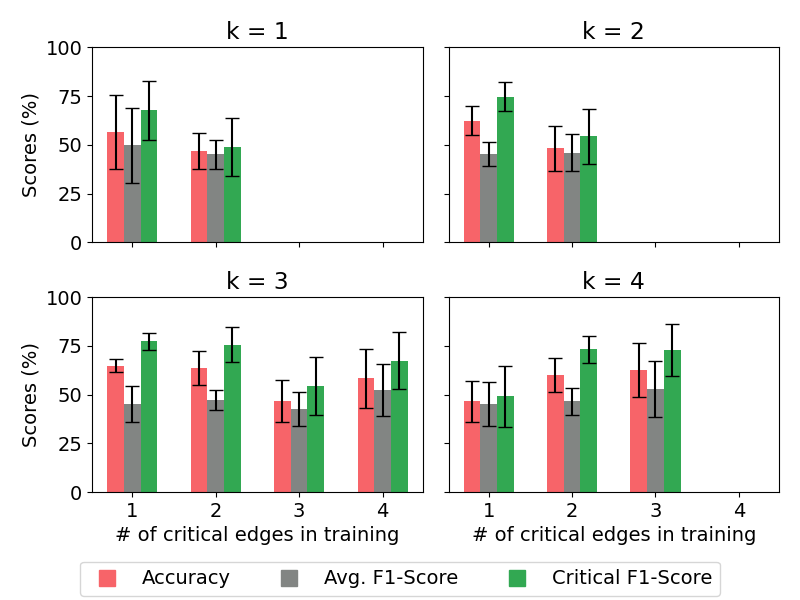 k = 1
k = 2
100
75
50
25
0
Scores (%)
k = 3
k = 4
100
75
50
25
0
Scores (%)
1 2 3 4
1 2 3 4
# of critical edges in training
# of critical edges in training
Accuracy Avg. F1-Score Critical F1-Score